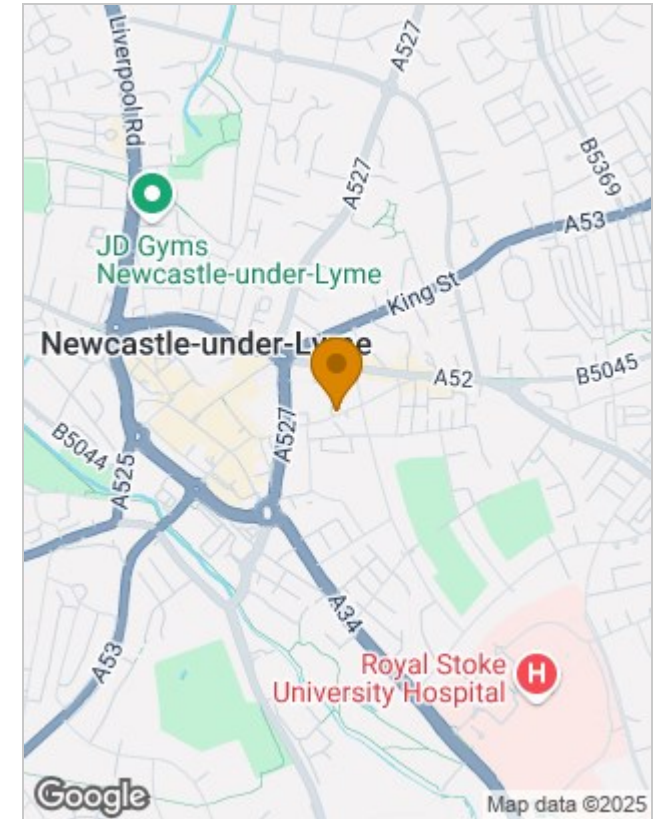 A527
Liverpool Rd
B5369
A527
A53
JD Gyms
Newcastle-under-Lyme
King St
Newcastle-under-Lyme
A52
B5045
B5044
A525
A527
A34
A53
Royal Stoke
University Hospital
H
Google
Map data ©2025